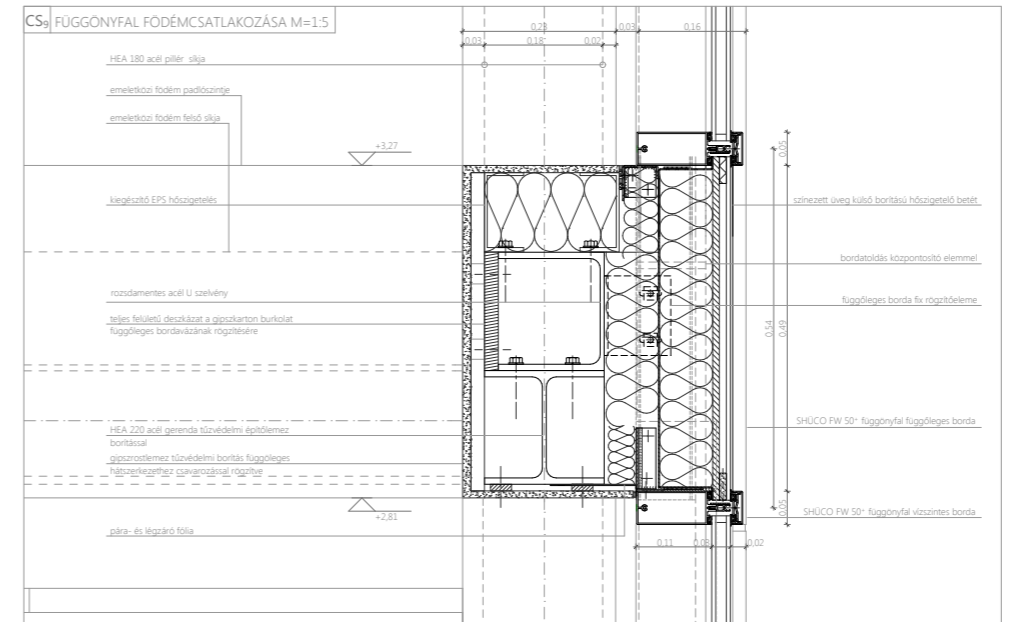 CS9 FÜGGÖNYFAL FÖDÉMCSATLAKOZÁSA M=1:5
0,23
0,03
0,16
0,03
0,18
0,02
HEA 180 acél pillér síkja
emeletközi födém padlószintje
emeletközi födém felső síkja
+3,27
0,05
kiegészítő EPS hőszigetelés
színezett üveg külső borítású hőszigetelő betét
bordatoldás központosító elemmel
rozsdamentes acél U szelvény
függőleges borda fix rögzítőeleme
teljes felületű deszkázat a gipszkarton burkolat
függőleges bordavázának rögzítésére
0,54
0,49
HEA 220 acél gerenda tűzvédelmi építőlemez
borítással
SHÜCO FW 50⁺ függönyfal függőleges borda
gipszrostlemez tűzvédelmi borítás függőleges
hátszerkezethez csavarozással rögzítve
+2,81
0,05
SHÜCO FW 50⁺ függönyfal vízszintes borda
pára- és légzáró fólia
0,11
0,03
0,02